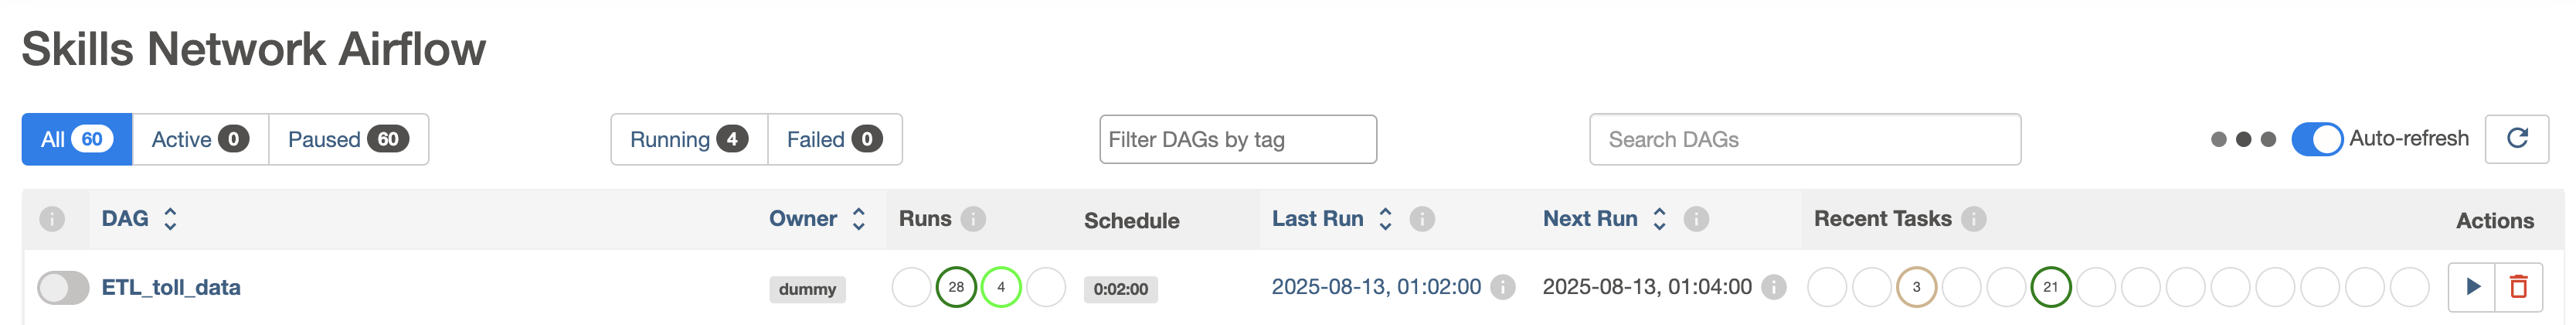 Skills Network Airflow
All 60 Active 0 Paused 60 Running 4 Failed 0 Filter DAGs by tag Search DAGs Auto-refresh
DAG Owner Runs Schedule Last Run Next Run Recent Tasks Actions
ETL_toll_data dummy 28 4 0:02:00 2025-08-13, 01:02:00 2025-08-13, 01:04:00 3 21